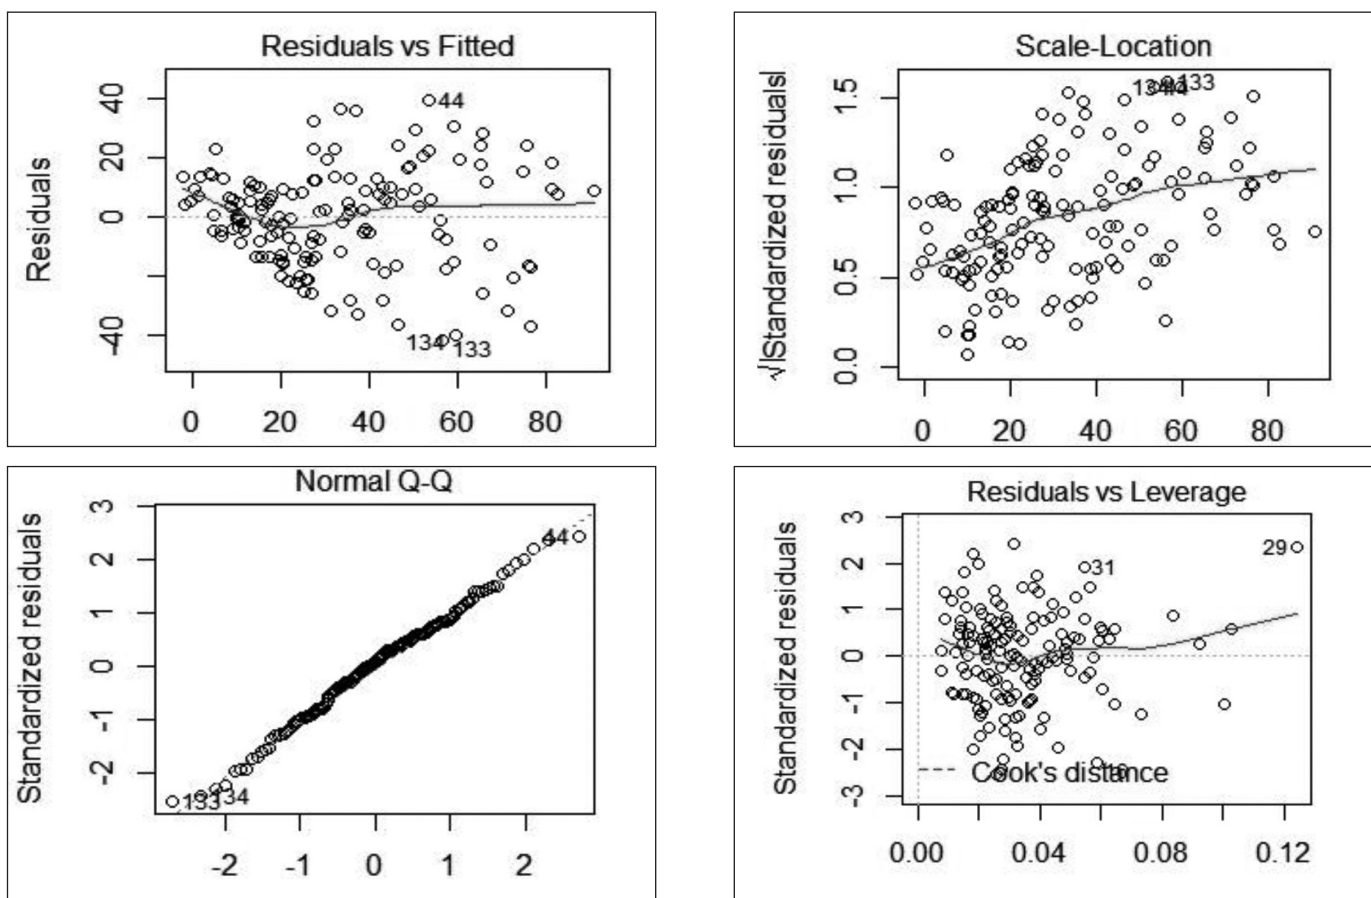 Residuals vs Fitted
Residuals
40
20
0
-40
44
134
133
0 20 40 60 80
Scale-Location
√|Standardized residuals|
1.5
1.0
0.5
0.0
133
0 20 40 60 80
Normal Q-Q
Standardized residuals
3
2
1
0
-1
-2
44
133
134
-2 -1 0 1 2
Residuals vs Leverage
Standardized residuals
3
2
1
0
-1
-2
-3
29
31
Cook's distance
0.00 0.04 0.08 0.12